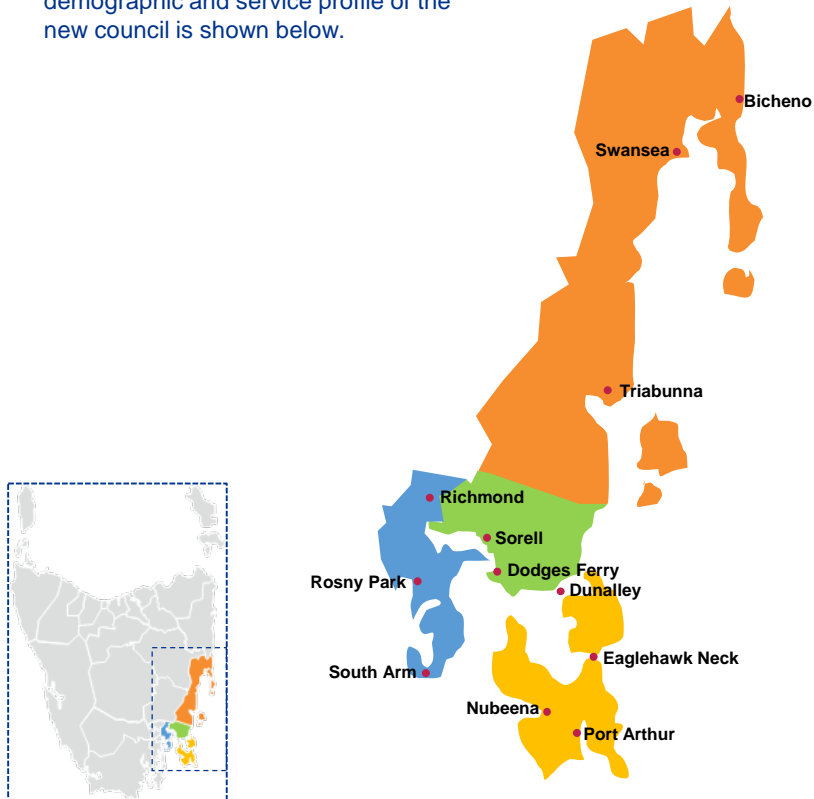 demographic and service profile of the
new council is shown below.
Bicheno
Swansea
Triabunna
Richmond
Sorell
Dodges Ferry
Rosny Park
Dunalley
Eaglehawk Neck
South Arm
Nubeena
Port Arthur